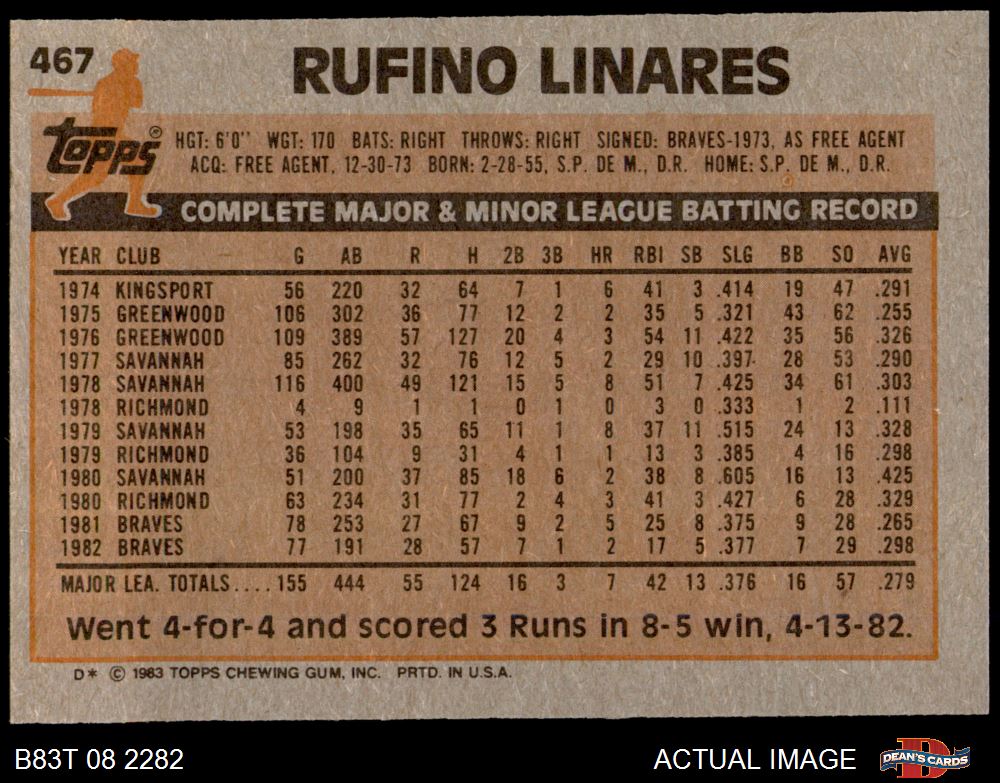 467
RUFINO LINARES
Topps®
HGT: 6'0" WGT: 170 BATS: RIGHT THROWS: RIGHT SIGNED: BRAVES-1973, AS FREE AGENT
ACQ: FREE AGENT, 12-30-73 BORN: 2-28-55, S.P. DE M., D.R. HOME: S.P. DE M., D.R.
COMPLETE MAJOR & MINOR LEAGUE BATTING RECORD
YEAR CLUB G AB R H 2B 3B HR RBI SB SLG BB SO AVG
1974 KINGSPORT 56 220 32 64 7 1 6 41 3 .414 19 47 .291
1975 GREENWOOD 106 302 36 77 12 2 2 35 5 .321 43 62 .255
1976 GREENWOOD 109 389 57 127 20 4 3 54 11 .422 35 56 .326
1977 SAVANNAH 85 262 32 76 12 5 2 29 10 .397 28 53 .290
1978 SAVANNAH 116 400 49 121 15 5 8 51 7 .425 34 61 .303
1978 RICHMOND 4 9 1 1 0 1 0 3 0 .333 1 2 .111
1979 SAVANNAH 53 198 35 65 11 1 8 37 11 .515 24 13 .328
1979 RICHMOND 36 104 9 31 4 1 1 13 3 .385 4 16 .298
1980 SAVANNAH 51 200 37 85 18 6 2 38 8 .605 16 13 .425
1980 RICHMOND 63 234 31 77 2 4 3 41 3 .427 6 28 .329
1981 BRAVES 78 253 27 67 9 2 5 25 8 .375 9 28 .265
1982 BRAVES 77 191 28 57 7 1 2 17 5 .377 7 29 .298
MAJOR LEA. TOTALS.... 155 444 55 124 16 3 7 42 13 .376 16 57 .279
Went 4-for-4 and scored 3 Runs in 8-5 win, 4-13-82.
D* © 1983 TOPPS CHEWING GUM, INC. PRTD. IN U.S.A.
B83T 08 2282 ACTUAL IMAGE D DEAN'S CARDS